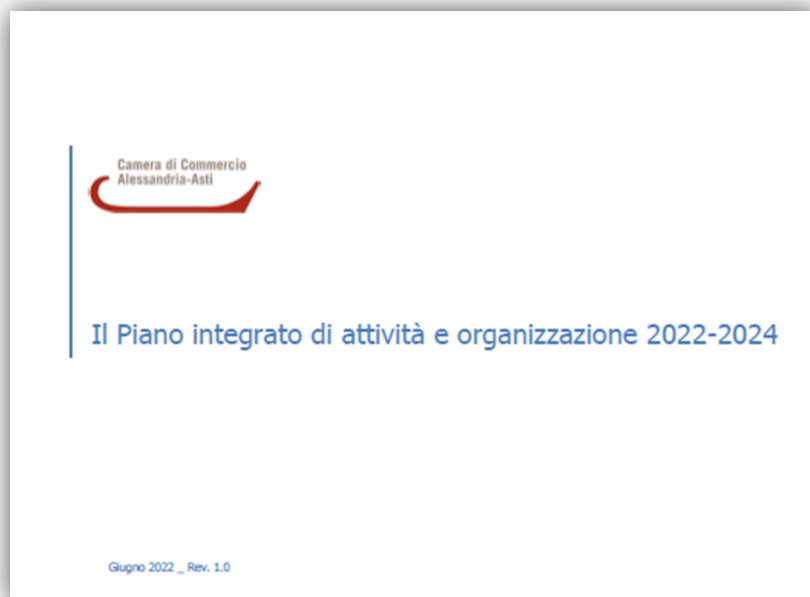 Camera di Commercio
Alessandria-Asti
Il Piano integrato di attività e organizzazione 2022-2024
Giugno 2022 _ Rev. 1.0